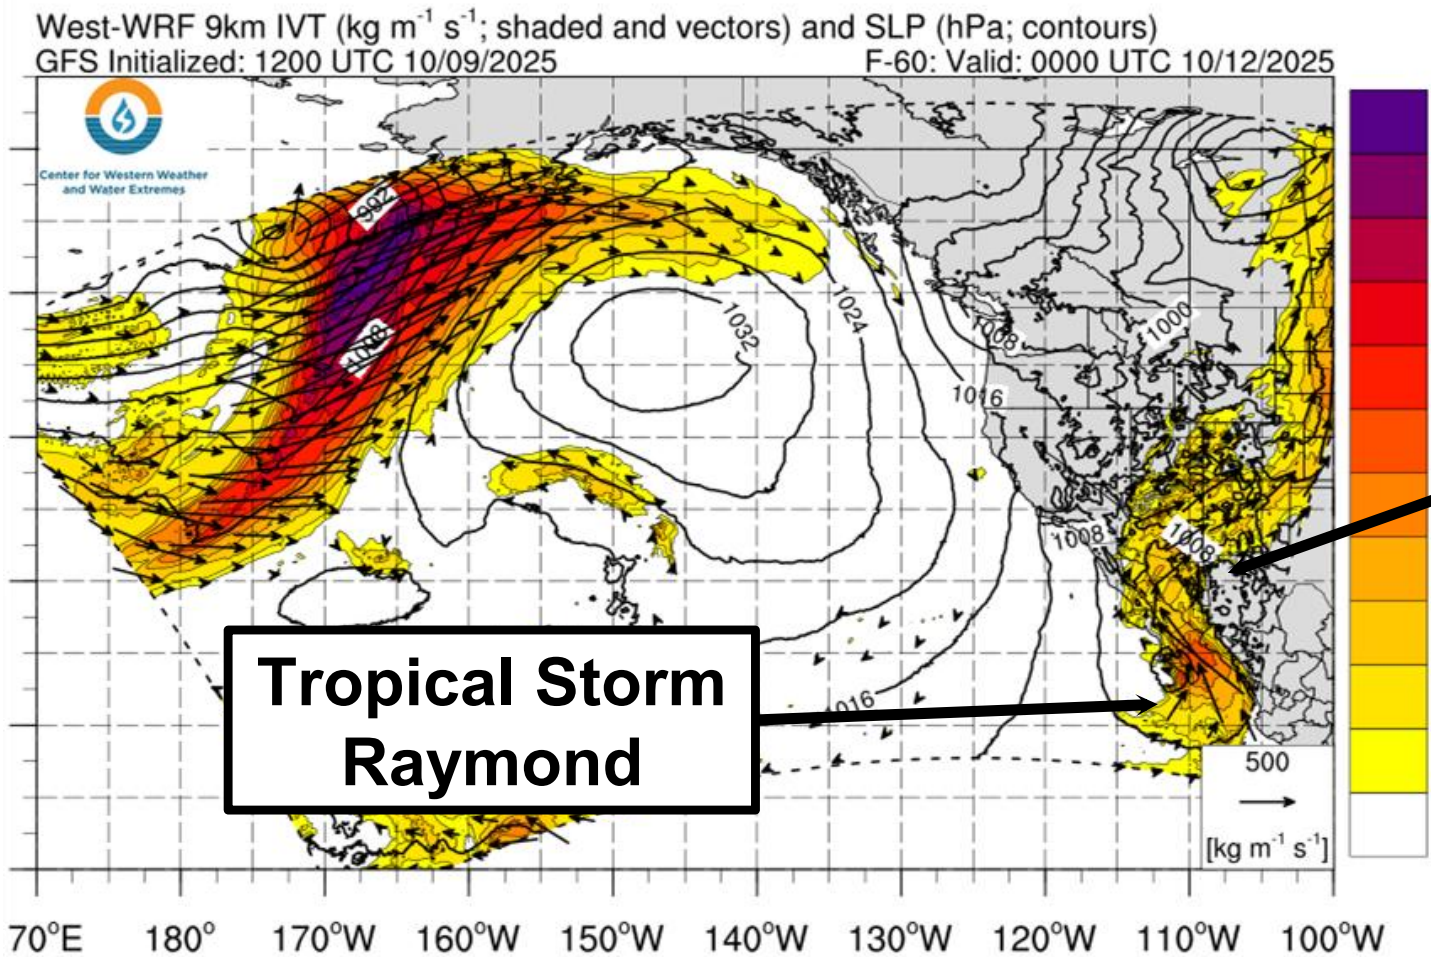 West-WRF 9km IVT (kg m⁻¹ s⁻¹; shaded and vectors) and SLP (hPa; contours)
GFS Initialized: 1200 UTC 10/09/2025 F-60: Valid: 0000 UTC 10/12/2025
Center for Western Weather
and Water Extremes
992
1008
1032
1024
1016
1008
1000
1008
1008
1016
Tropical Storm
Raymond
500
[kg m⁻¹ s⁻¹]
70°E 180° 170°W 160°W 150°W 140°W 130°W 120°W 110°W 100°W